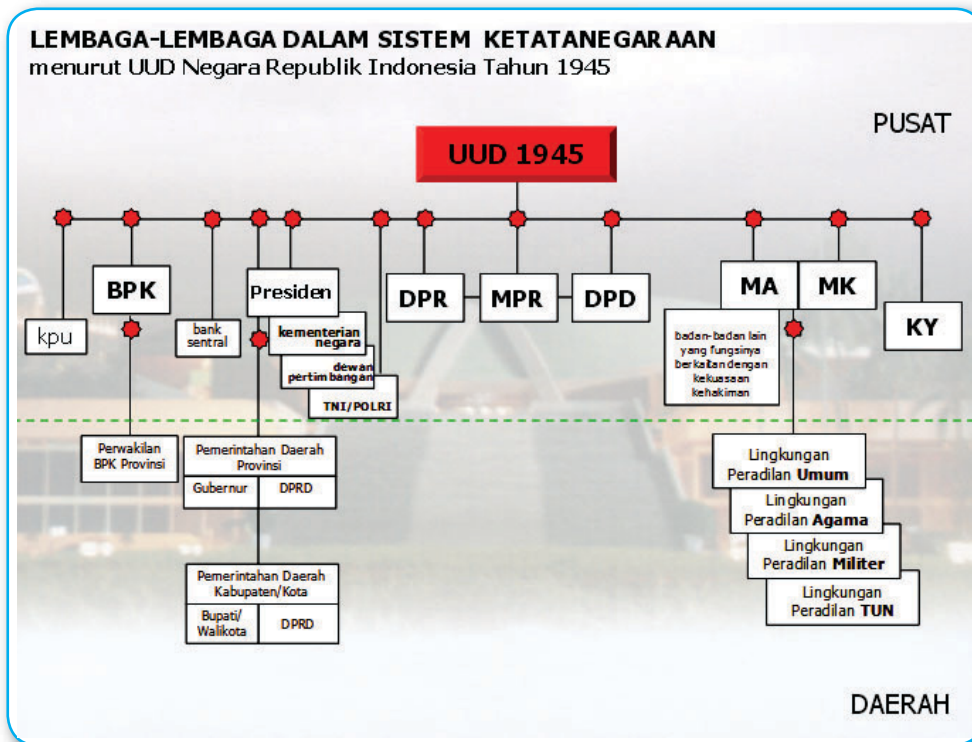 LEMBAGA-LEMBAGA DALAM SISTEM KETATANEGARAAN
menurut UUD Negara Republik Indonesia Tahun 1945
PUSAT
UUD 1945
kpu
BPK
bank
sentral
Presiden
kementerian
negara
dewan
pertimbangan
TNI/POLRI
DPR
MPR
DPD
MA
MK
KY
badan-badan lain
yang fungsinya
berkaitan dengan
kekuasaan
kehakiman
Perwakilan
BPK Provinsi
Pemerintahan Daerah
Provinsi
Gubernur
DPRD
Pemerintahan Daerah
Kabupaten/Kota
Bupati/
Walikota
DPRD
Lingkungan
Peradilan Umum
Lingkungan
Peradilan Agama
Lingkungan
Peradilan Militer
Lingkungan
Peradilan TUN
DAERAH